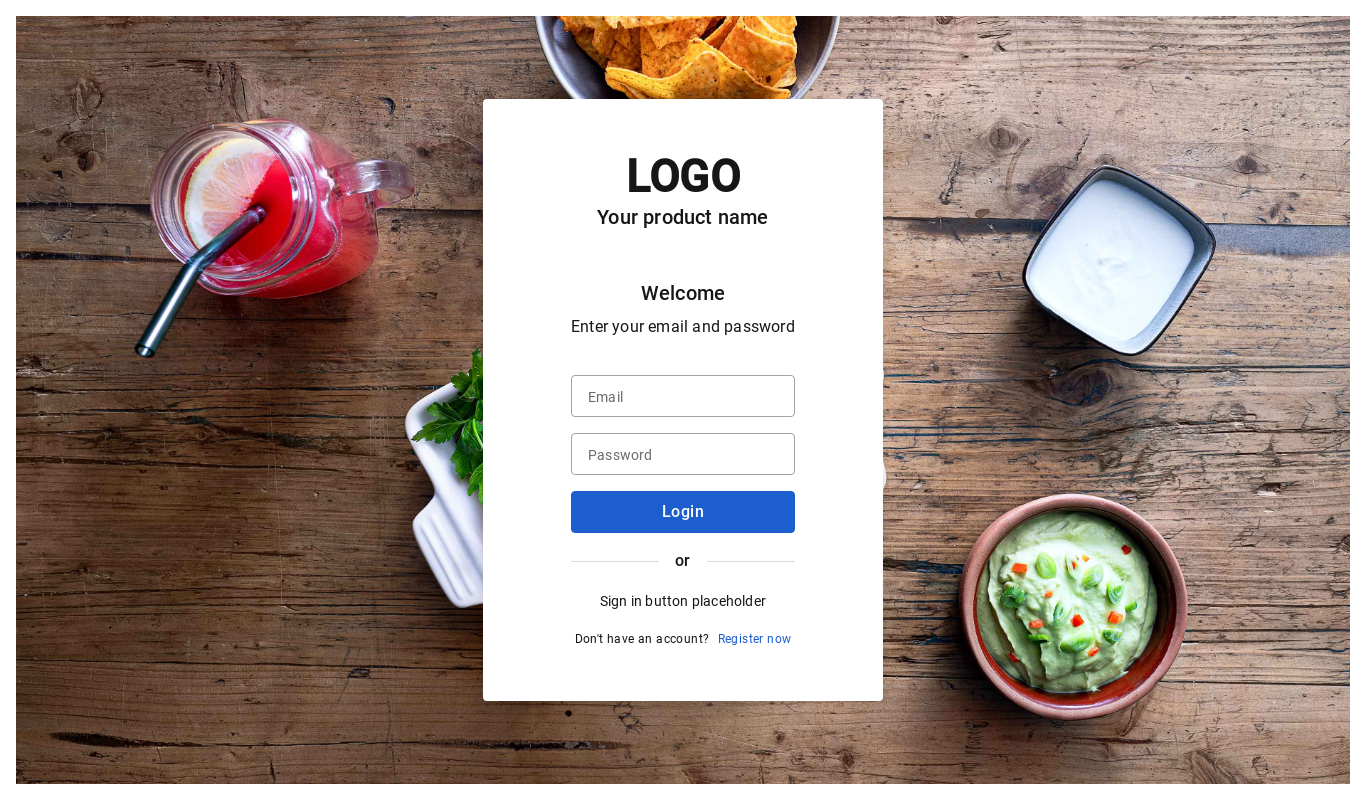 LOGO
Your product name
Welcome
Enter your email and password
Email
Password
Login
or
Sign in button placeholder
Don't have an account? Register now